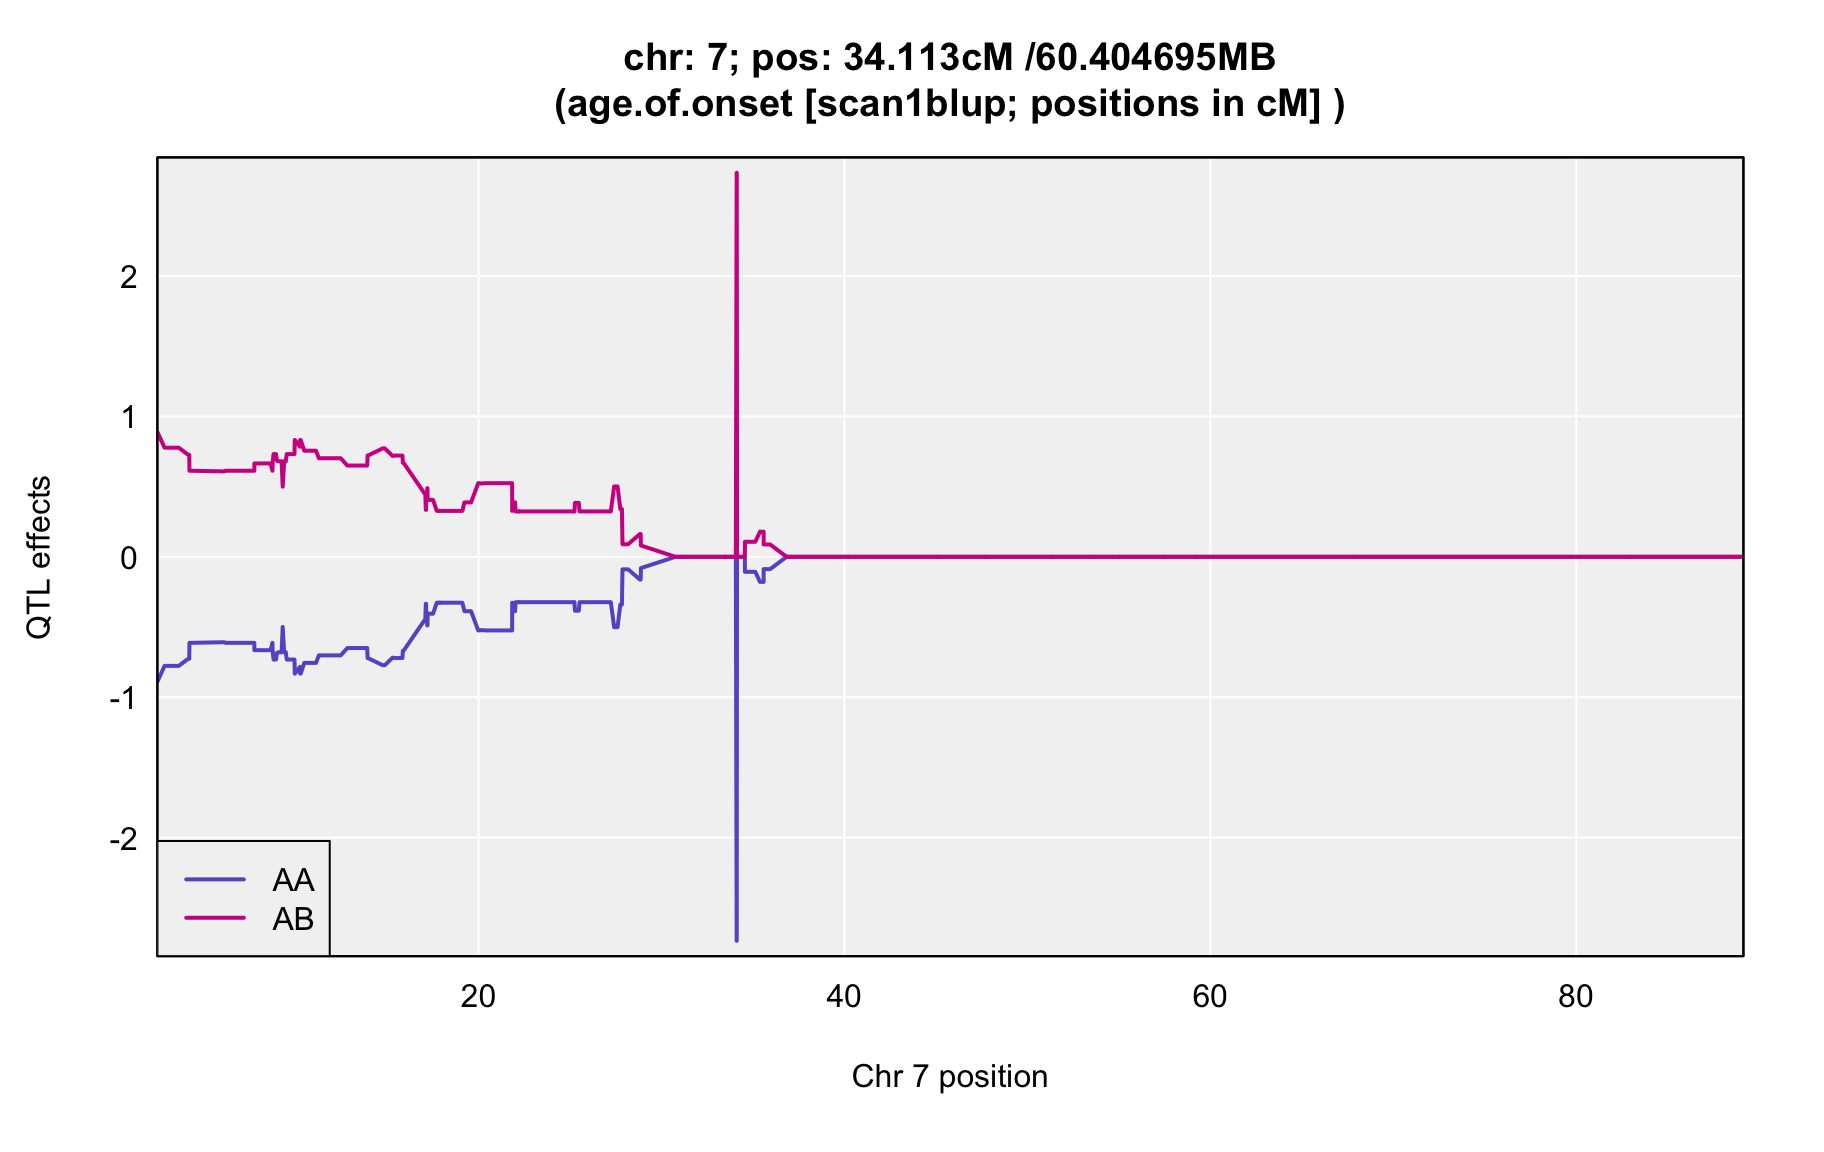 chr: 7; pos: 34.113cM /60.404695MB
(age.of.onset [scan1blup; positions in cM] )
QTL effects
2
1
0
-1
-2
AA
AB
20 40 60 80
Chr 7 position